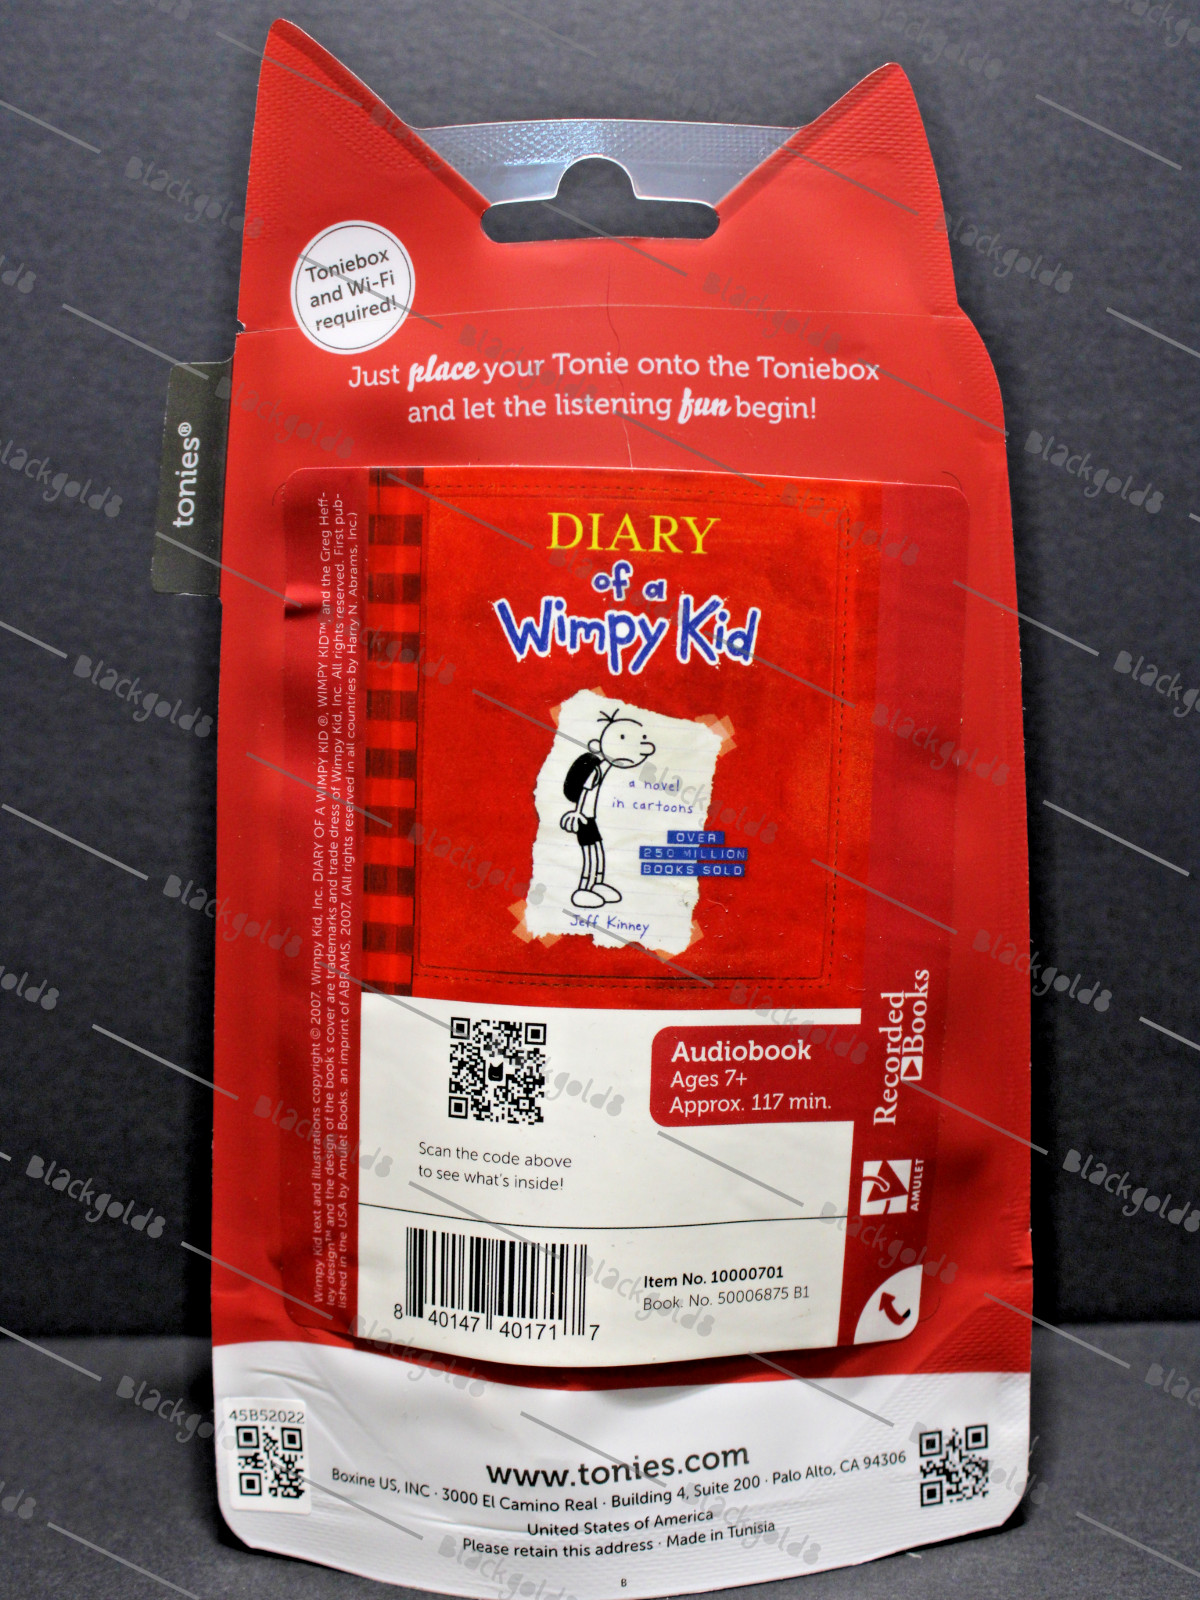 Toniebox
and Wi-Fi
required!
Just place your Tonie onto the Toniebox
and let the listening fun begin!
tonies®
DIARY
of a
Wimpy Kid
a novel
in cartoons
OVER
250 MILLION
BOOKS SOLD
Jeff Kinney
Wimpy Kid text and illustrations copyright © 2007, Wimpy Kid, Inc. DIARY OF A WIMPY KID ®, WIMPY KID™, and the Greg Heff-
ley design™ and the design of the book's cover are trademarks and trade dress of Wimpy Kid, Inc. All rights reserved. First pub-
lished in the USA by Amulet Books, an imprint of ABRAMS, 2007. (All rights reserved in all countries by Harry N. Abrams, Inc.)
Recorded
Books
AMULET
Audiobook
Ages 7+
Approx. 117 min.
Scan the code above
to see what's inside!
8 40147 40171 7
Item No. 10000701
Book. No. 50006875 B1
45B52022
www.tonies.com
Boxine US, INC · 3000 El Camino Real · Building 4, Suite 200 · Palo Alto, CA 94306
United States of America
Please retain this address · Made in Tunisia
B
Blackgold8